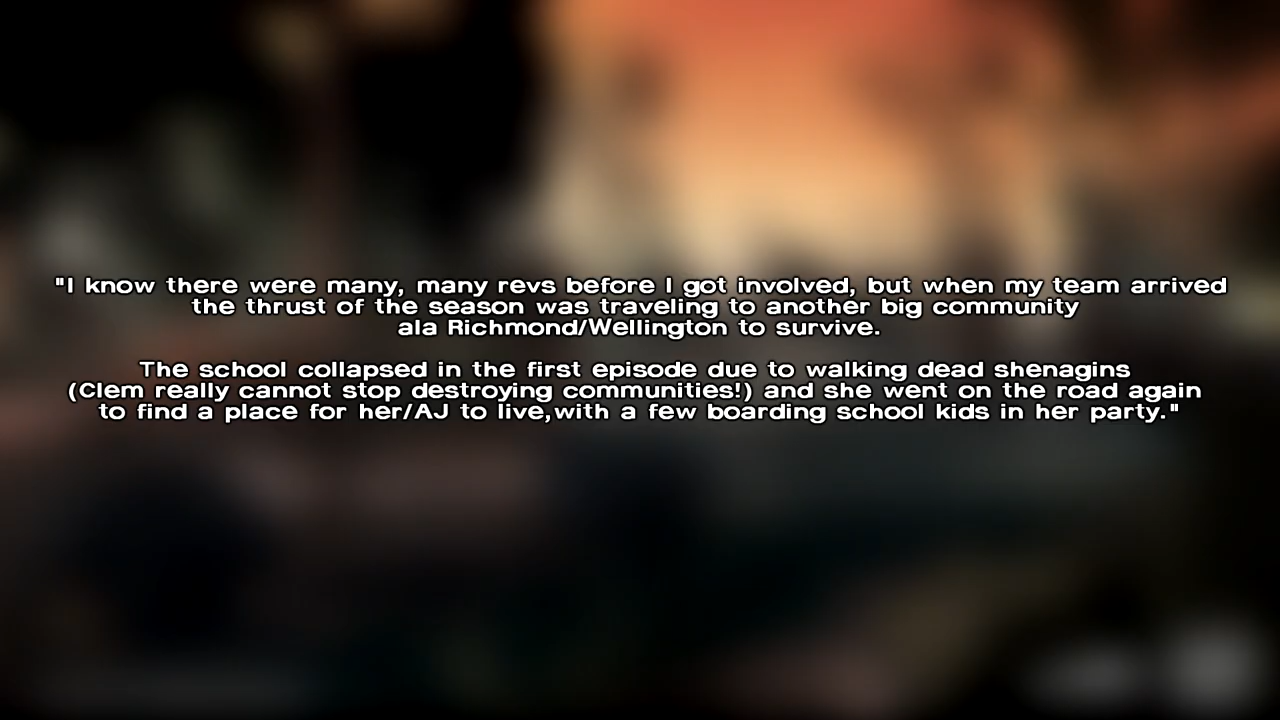 "I know there were many, many revs before I got involved, but when my team arrived
the thrust of the season was traveling to another big community
ala Richmond/Wellington to survive.
The school collapsed in the first episode due to walking dead shenagins
(Clem really cannot stop destroying communities!) and she went on the road again
to find a place for her/AJ to live,with a few boarding school kids in her party."